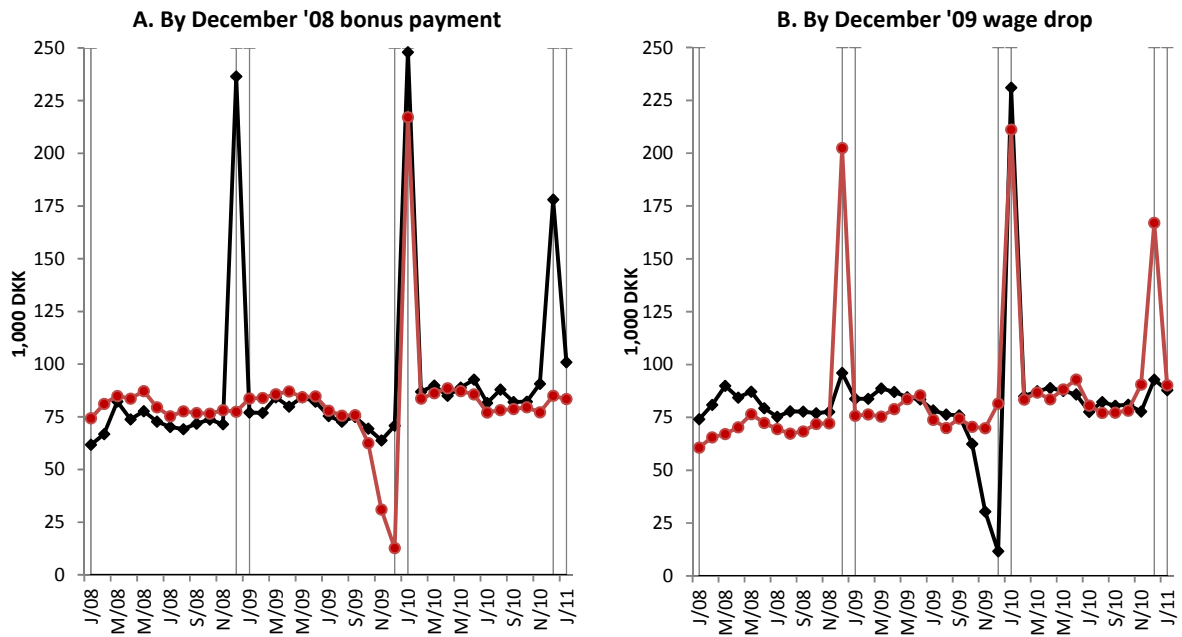 A. By December '08 bonus payment
250
225
200
175
150
125
100
75
50
25
0
1,000 DKK
J/08
M/08
M/08
J/08
S/08
N/08
J/09
M/09
M/09
J/09
S/09
N/09
J/10
M/10
M/10
J/10
S/10
N/10
J/11
B. By December '09 wage drop
250
225
200
175
150
125
100
75
50
25
0
1,000 DKK
J/08
M/08
M/08
J/08
S/08
N/08
J/09
M/09
M/09
J/09
S/09
N/09
J/10
M/10
M/10
J/10
S/10
N/10
J/11